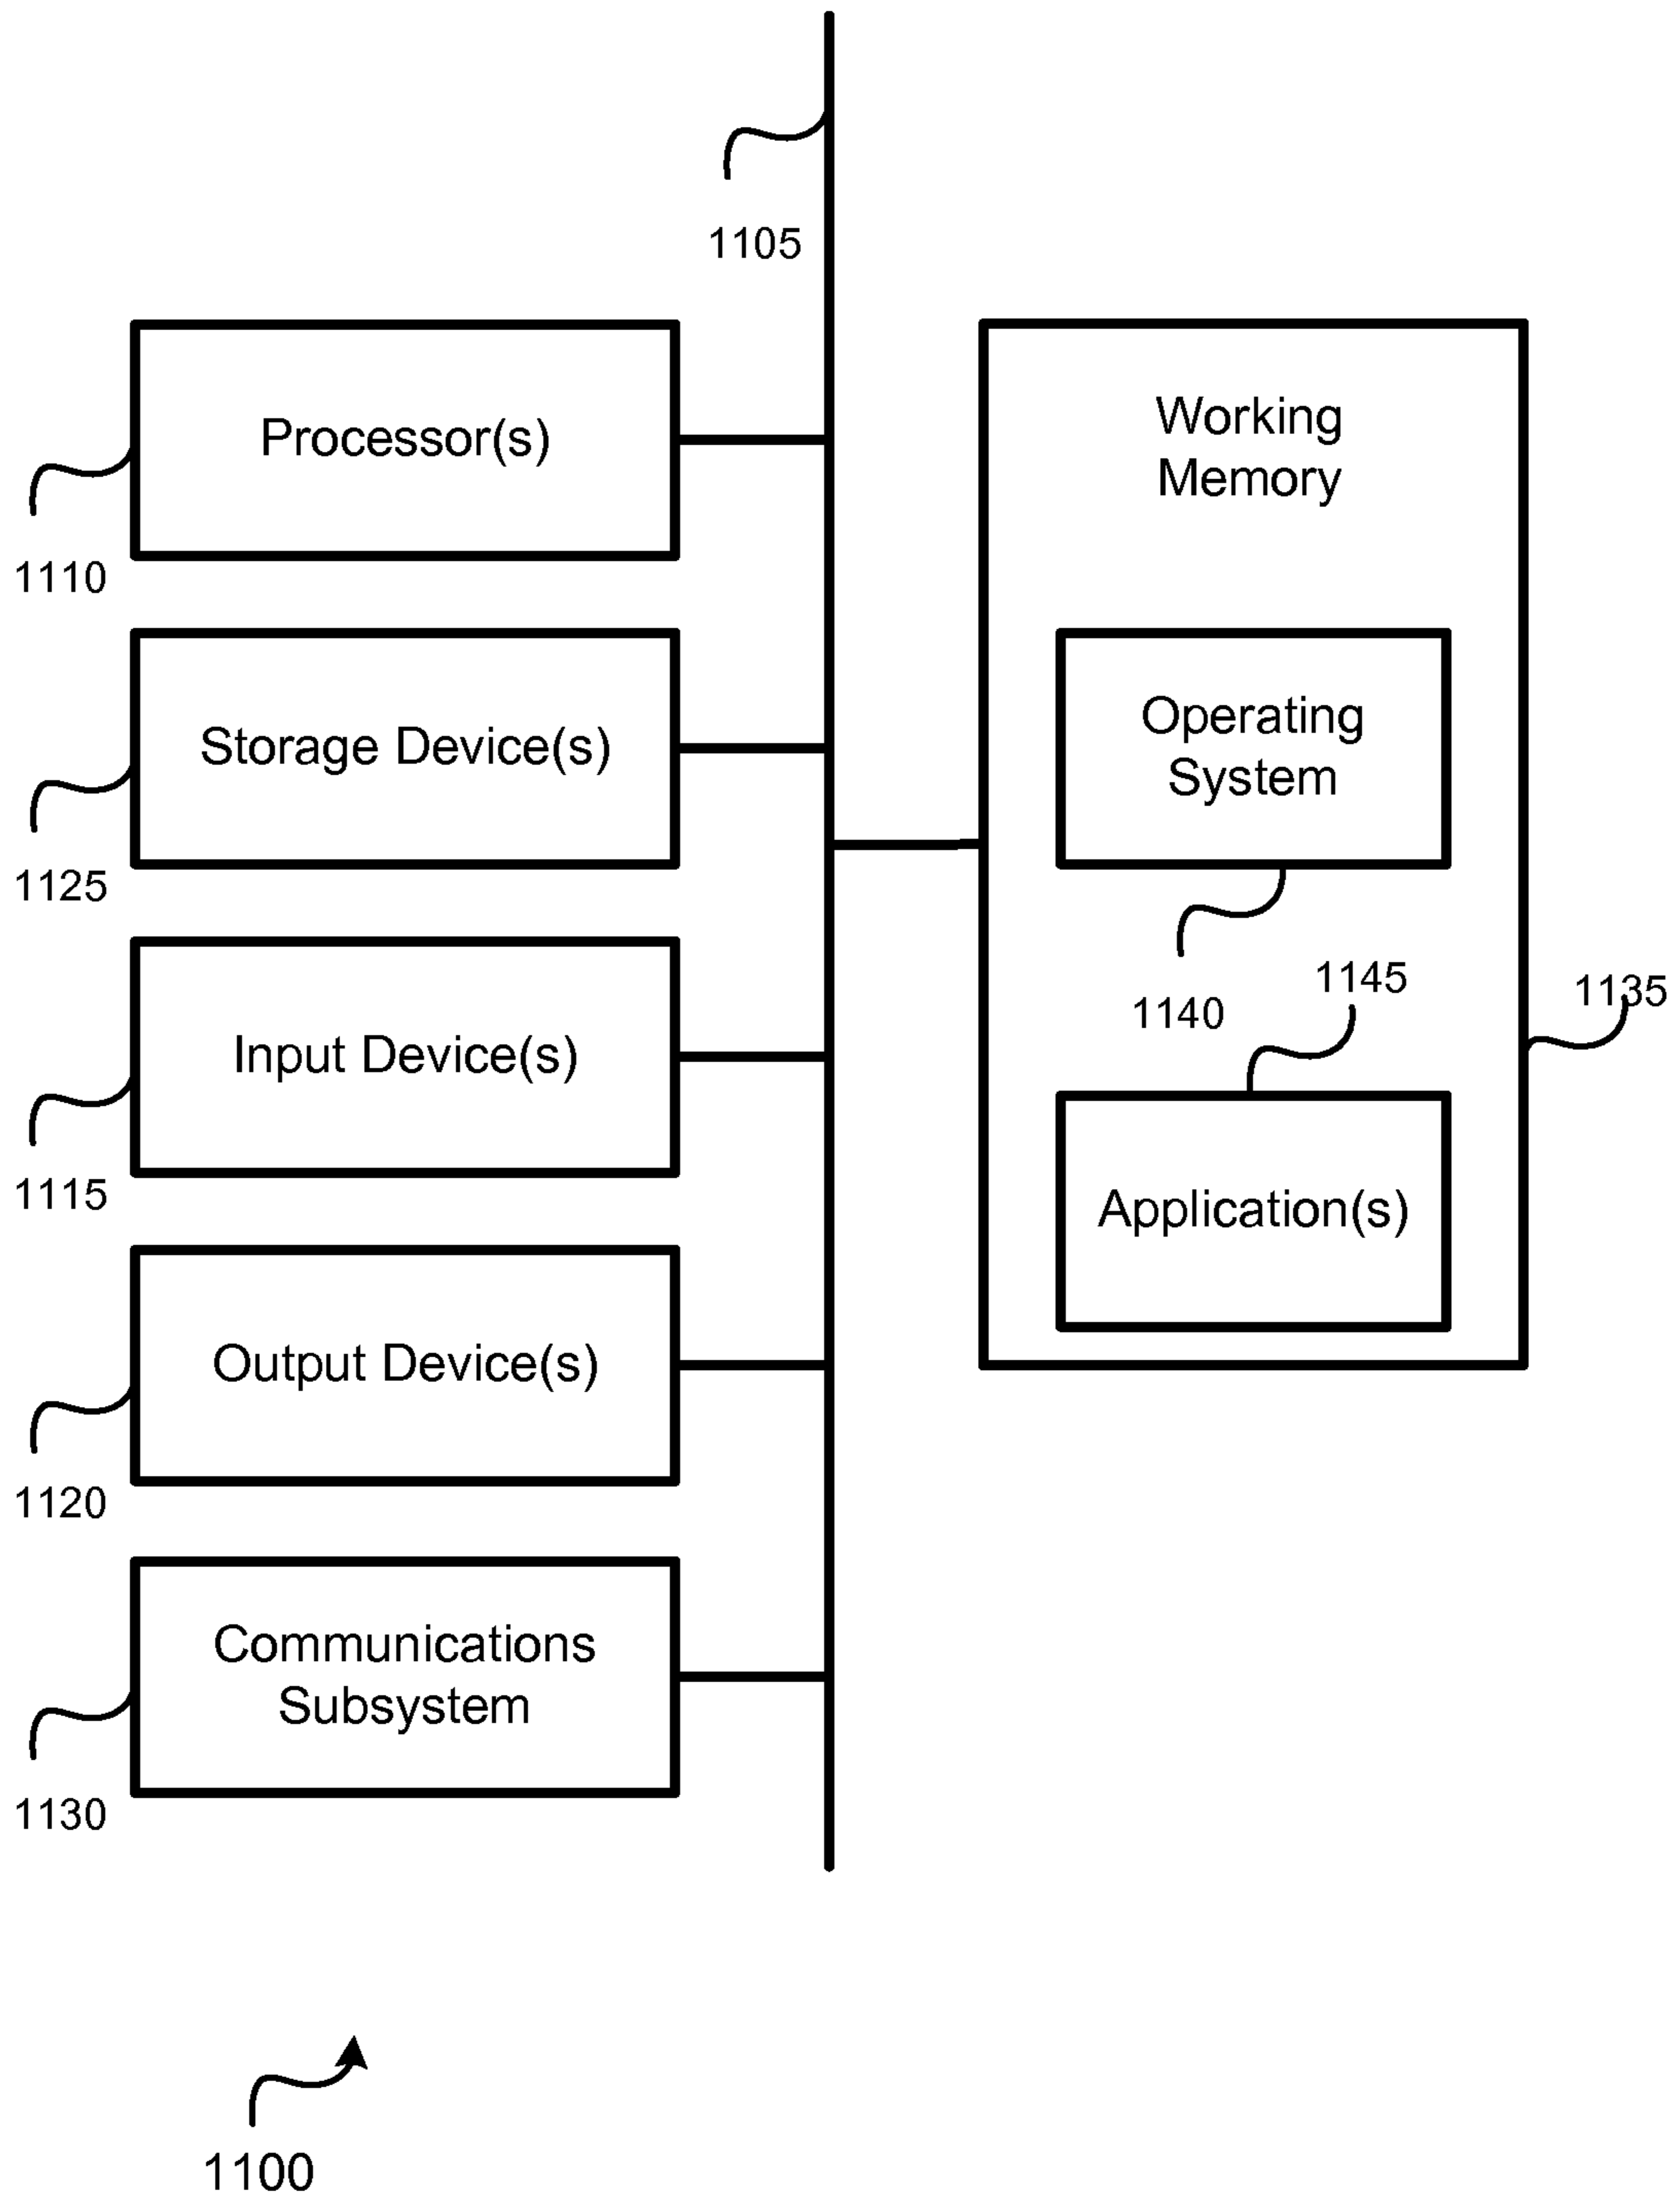 1105
Processor(s)
1110
Storage Device(s)
1125
Input Device(s)
1115
Output Device(s)
1120
Communications
Subsystem
1130
Working
Memory
Operating
System
1140
1145
1135
Application(s)
1100